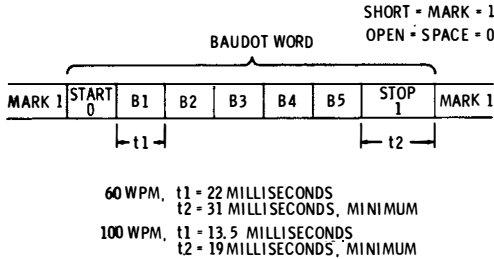 SHORT = MARK = 1
OPEN = SPACE = 0
BAUDOT WORD
MARK 1 START 0 B1 B2 B3 B4 B5 STOP 1 MARK 1
t1 t2
60 WPM, t1 = 22 MILLISECONDS
t2 = 31 MILLISECONDS, MINIMUM
100 WPM, t1 = 13.5 MILLISECONDS
t2 = 19 MILLISECONDS, MINIMUM